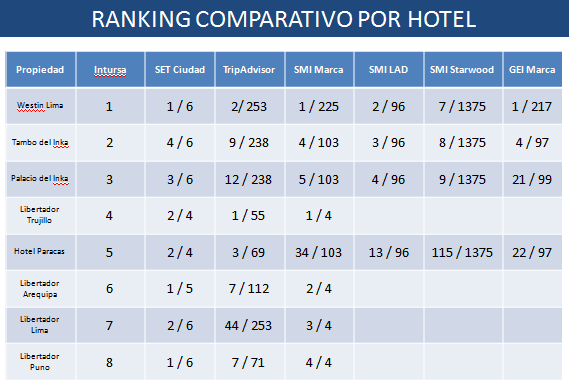 RANKING COMPARATIVO POR HOTEL
Propiedad Intursa SET Ciudad TripAdvisor SMI Marca SMI LAD SMI Starwood GEI Marca
Westin Lima 1 1 / 6 2/ 253 1 / 225 2 / 96 7 / 1375 1 / 217
Tambo del Inka 2 4 / 6 9 / 238 4 / 103 3 / 96 8 / 1375 4 / 97
Palacio del Inka 3 3 / 6 12 / 238 5 / 103 4 / 96 9 / 1375 21 / 99
Libertador
Trujillo 4 2 / 4 1 / 55 1 / 4
Hotel Paracas 5 2 / 4 3 / 69 34 / 103 13 / 96 115 / 1375 22 / 97
Libertador
Arequipa 6 1 / 5 7 / 112 2 / 4
Libertador
Lima 7 2 / 6 44 / 253 3 / 4
Libertador
Puno 8 1 / 6 7 / 71 4 / 4